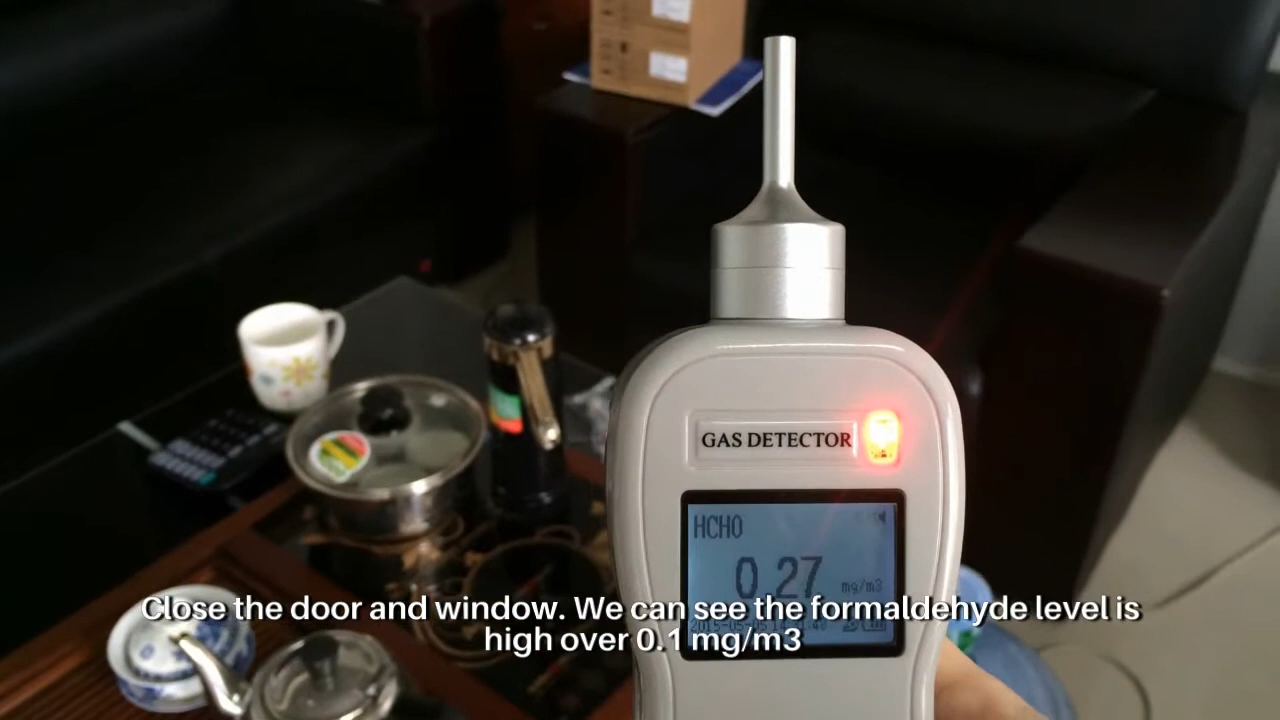 GAS DETECTOR
HCHO
0.27
mg/m3
Close the door and window. We can see the formaldehyde level is
high over 0.1 mg/m3